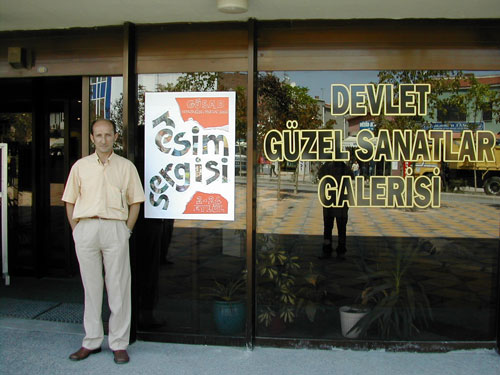 resim
sergisi
DEVLET
GÜZEL SANATLAR
GALERİSİ